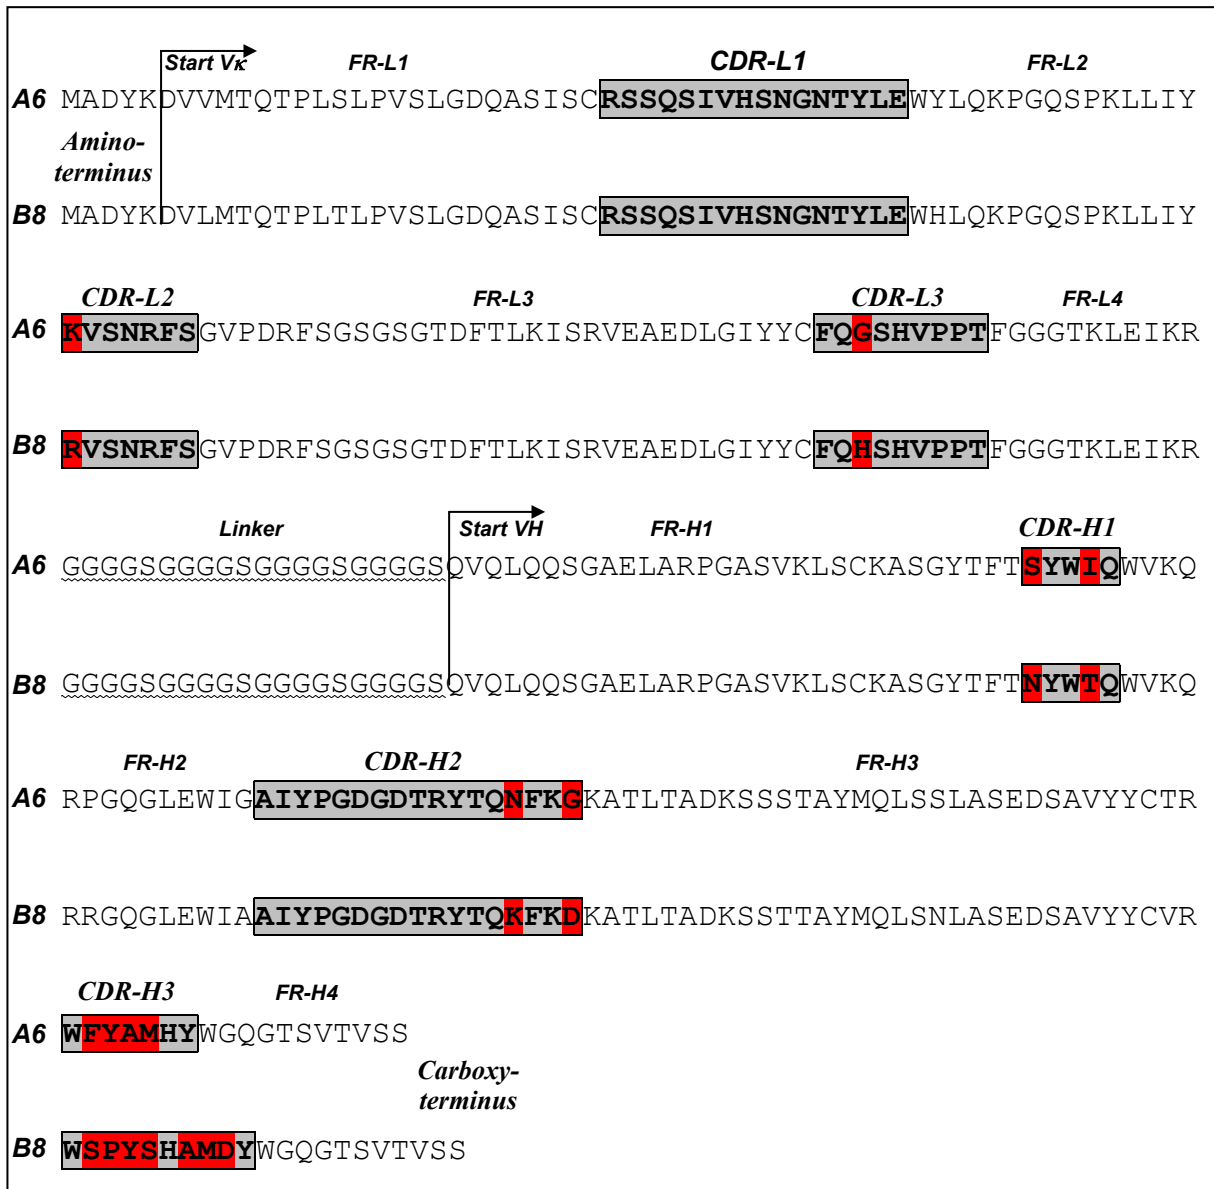 Start Vκ FR-L1 CDR-L1 FR-L2
A6 MADYKDVVMTQTPLSLPVSLGDQASISCRSSQSIVHSNGNTYLEWYLQKPGQSPKLLIY
Amino-
terminus
B8 MADYKDVLMTQTPLTLPVSLGDQASISCRSSQSIVHSNGNTYLEWHLQKPGQSPKLLIY
CDR-L2 FR-L3 CDR-L3 FR-L4
A6 KVSNRFSGVPDRFSGSGSGTDFTLKISRVEAEDLGIYYCFQGSHVPPTFGGGTKLEIKR
B8 RVSNRFSGVPDRFSGSGSGTDFTLKISRVEAEDLGIYYCFQHSHVPPTFGGGTKLEIKR
Linker Start VH FR-H1 CDR-H1
A6 GGGGSGGGGSGGGGSGGGGSQVQLQQSGAELARPGASVKLSCKASGYTFTSYWIQWVKQ
B8 GGGGSGGGGSGGGGSGGGGSQVQLQQSGAELARPGASVKLSCKASGYTFTNYWTQWVKQ
FR-H2 CDR-H2 FR-H3
A6 RPGQGLEWIGAIYPGDGDTRYTQNFKGKATLTADKSSSTAYMQLSSLASEDSAVYYCTR
B8 RRGQGLEWIAAIYPGDGDTRYTQKFKDKATLTADKSSTTAYMQLSNLASEDSAVYYCVR
CDR-H3 FR-H4
A6 WFYAMHYWGQGTSVTVSS
Carboxy-
terminus
B8 WSPYSHAMDYWGQGTSVTVSS